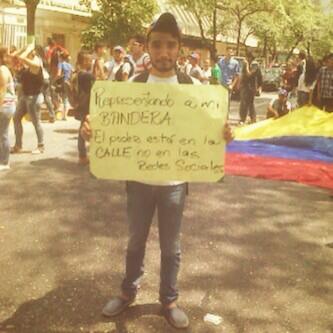 Representando a mi
BANDERA.
El poder está en la
CALLE no en las
Redes Sociales